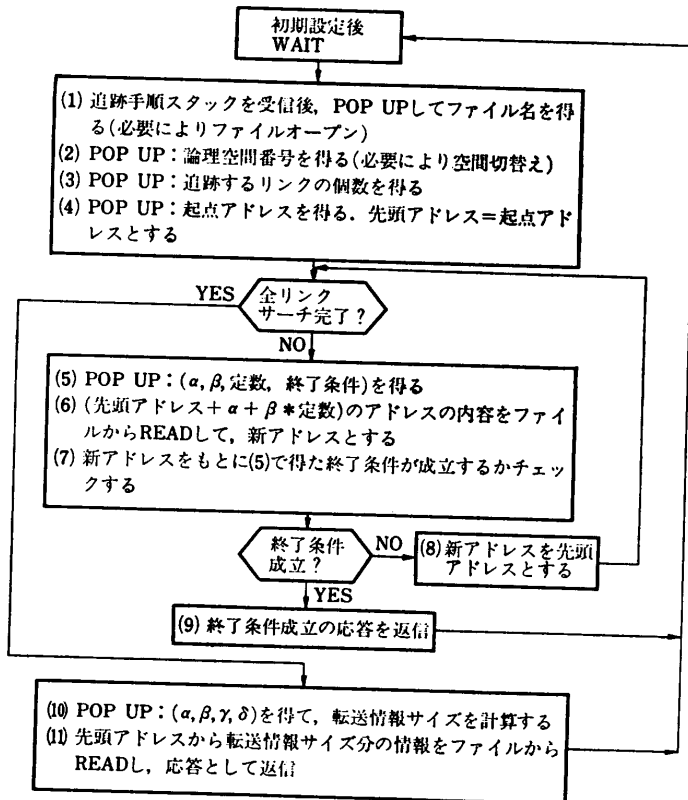 初期設定後
WAIT
(1) 追跡手順スタックを受信後，POP UPしてファイル名を得
る(必要によりファイルオープン)
(2) POP UP：論理空間番号を得る(必要により空間切替え)
(3) POP UP：追跡するリンクの個数を得る
(4) POP UP：起点アドレスを得る．先頭アドレス＝起点アド
レスとする
YES
全リンク
サーチ完了？
NO
(5) POP UP：(α, β, 定数，終了条件)を得る
(6) (先頭アドレス＋α＋β＊定数)のアドレスの内容をファイ
ルからREADして，新アドレスとする
(7) 新アドレスをもとに(5)で得た終了条件が成立するかチェッ
クする
終了条件
成立？
NO
(8)新アドレスを先頭
アドレスとする
YES
(9) 終了条件成立の応答を返信
(10) POP UP：(α, β, γ, δ)を得て，転送情報サイズを計算する
(11) 先頭アドレスから転送情報サイズ分の情報をファイルから
READし，応答として返信